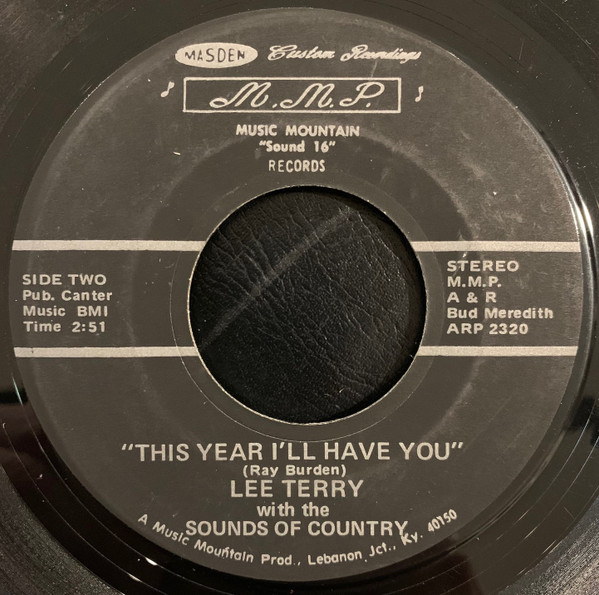 MASDEN Custom Recordings
M.M.P.
MUSIC MOUNTAIN
"Sound 16"
RECORDS
SIDE TWO
Pub. Canter
Music BMI
Time 2:51
STEREO
M.M.P.
A & R
Bud Meredith
ARP 2320
"THIS YEAR I'LL HAVE YOU"
(Ray Burden)
LEE TERRY
with the
SOUNDS OF COUNTRY
A Music Mountain Prod., Lebanon Jct., Ky. 40150